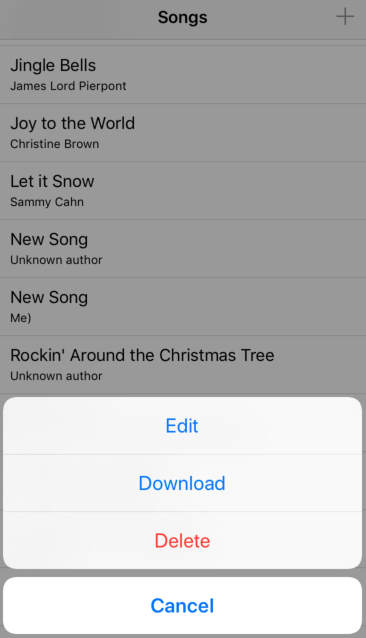 Songs
Jingle Bells
James Lord Pierpont
Joy to the World
Christine Brown
Let it Snow
Sammy Cahn
New Song
Unknown author
New Song
Me)
Rockin' Around the Christmas Tree
Unknown author
Edit
Download
Delete
Cancel